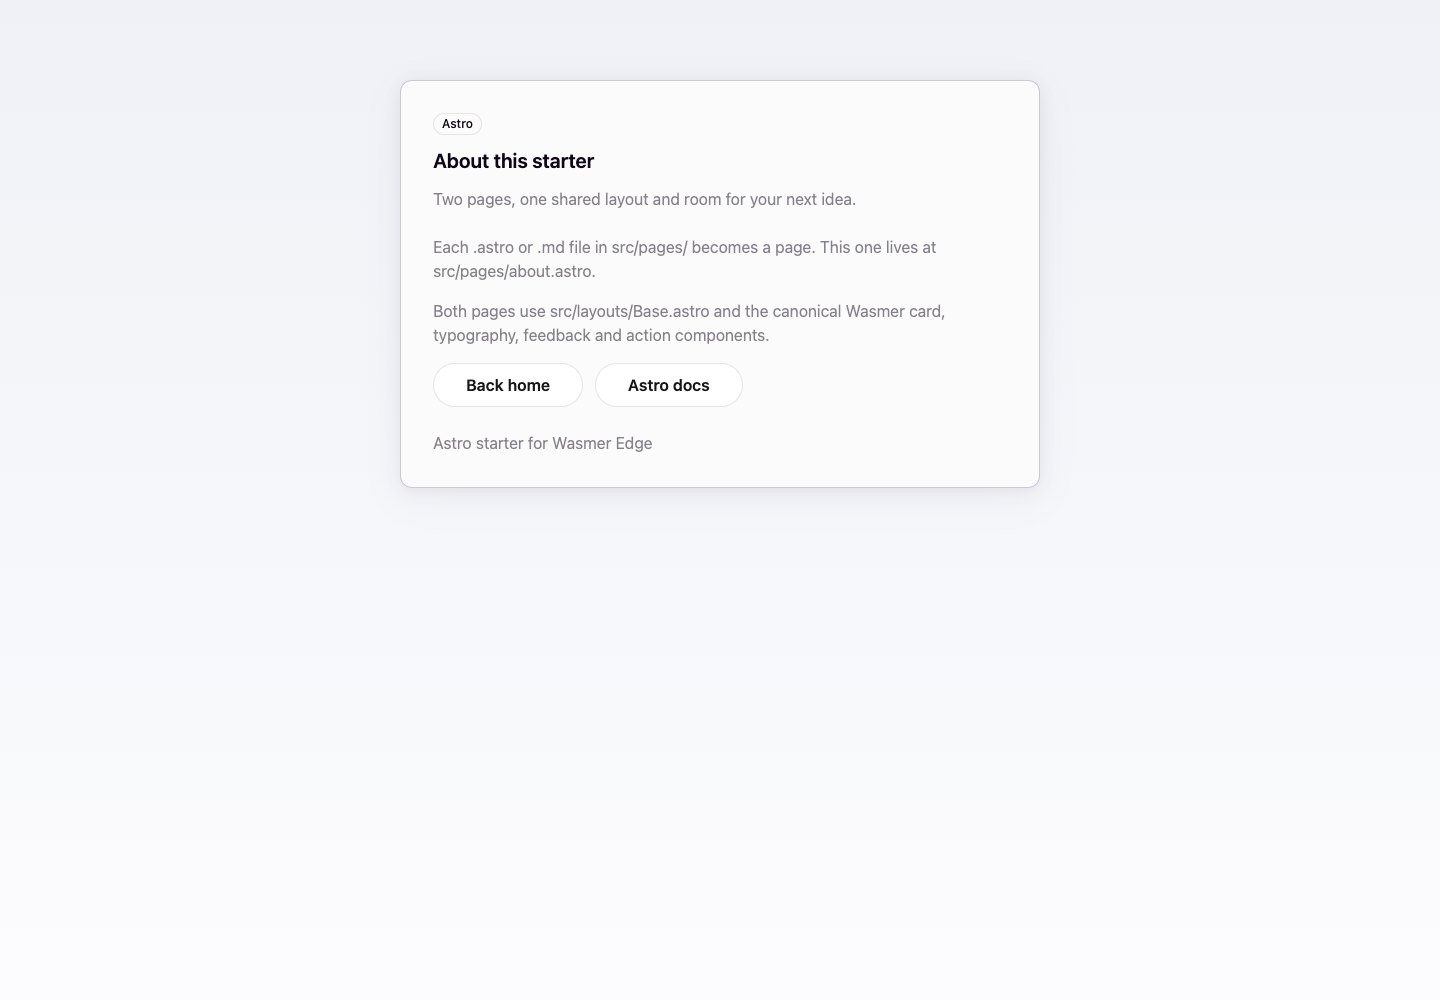 Astro
About this starter
Two pages, one shared layout and room for your next idea.
Each .astro or .md file in src/pages/ becomes a page. This one lives at
src/pages/about.astro.
Both pages use src/layouts/Base.astro and the canonical Wasmer card,
typography, feedback and action components.
Back home
Astro docs
Astro starter for Wasmer Edge